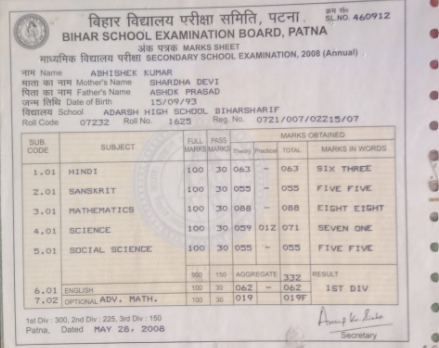 बिहार विद्यालय परीक्षा समिति, पटना
क्रम सं०
SL.NO. 460912
BIHAR SCHOOL EXAMINATION BOARD, PATNA
अंक पत्रक MARKS SHEET
माध्यमिक विद्यालय परीक्षा SECONDARY SCHOOL EXAMINATION, 2008 (Annual)
नाम Name ABHISHEK KUMAR
माता का नाम Mother's Name SHARDHA DEVI
पिता का नाम Father's Name ASHOK PRASAD
जन्म तिथि Date of Birth 15/09/93
विद्यालय School ADARSH HIGH SCHOOL BIHARSHARIF
Roll Code 07232 Roll No. 1625 Reg. No. 0721/007/02215/07
SUB. CODE SUBJECT FULL MARKS PASS MARKS MARKS OBTAINED
Theory Practical TOTAL MARKS IN WORDS
1.01 HINDI 100 30 063 - 063 SIX THREE
2.01 SANSKRIT 100 30 055 - 055 FIVE FIVE
3.01 MATHEMATICS 100 30 088 - 088 EIGHT EIGHT
4.01 SCIENCE 100 30 059 012 071 SEVEN ONE
5.01 SOCIAL SCIENCE 100 30 055 - 055 FIVE FIVE
500 150 AGGREGATE 332 RESULT
6.01 ENGLISH 100 30 062 - 062 1ST DIV
7.02 OPTIONAL ADV. MATH, 100 30 019 019F
1st Div : 300, 2nd Div : 225, 3rd Div : 150
Patna, Dated MAY 28, 2008
Secretary